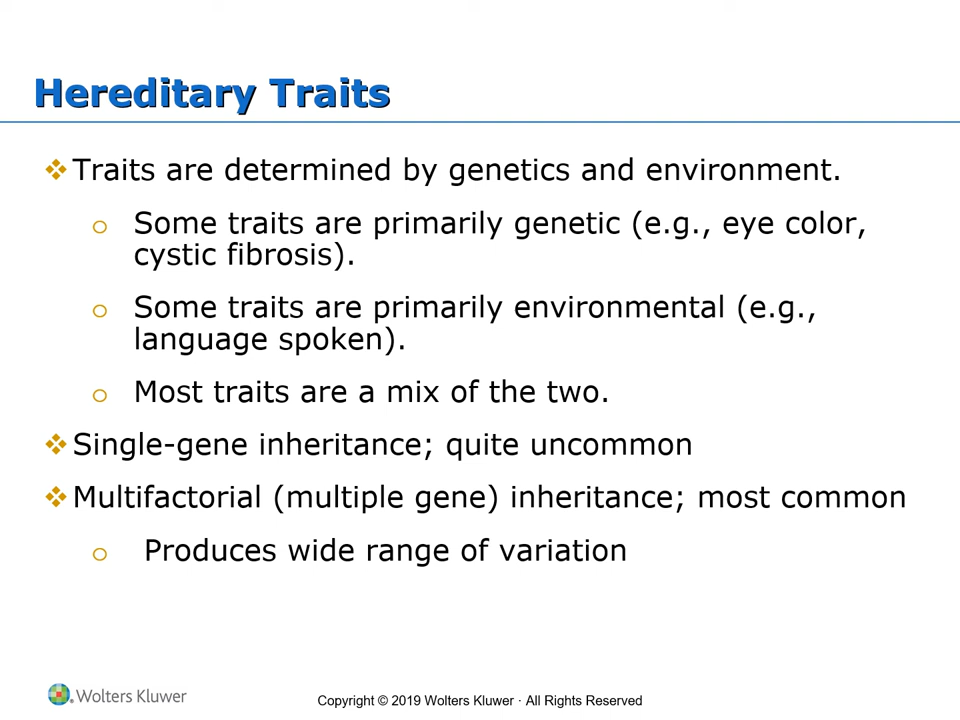 Hereditary Traits
❖Traits are determined by genetics and environment.
o Some traits are primarily genetic (e.g., eye color,
cystic fibrosis).
o Some traits are primarily environmental (e.g.,
language spoken).
o Most traits are a mix of the two.
❖Single-gene inheritance; quite uncommon
❖Multifactorial (multiple gene) inheritance; most common
o Produces wide range of variation
Wolters Kluwer
Copyright © 2019 Wolters Kluwer · All Rights Reserved